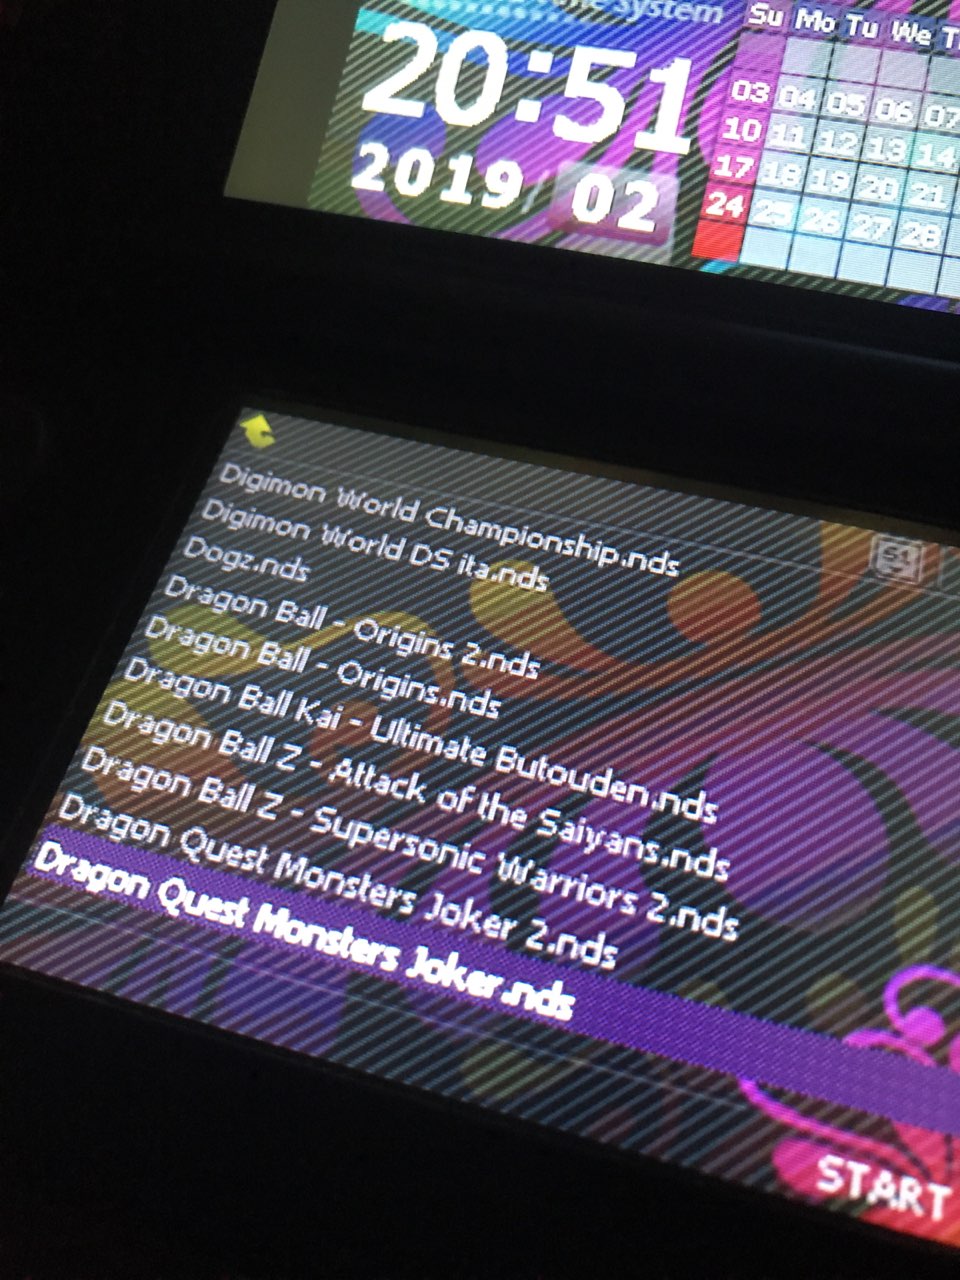 system
20:51
2019/02
Su Mo Tu We
03 04 05 06 07
10 11 12 13 14
17 18 19 20 21
24 25 26 27 28
Digimon World Championship.nds
Digimon World DS ita.nds
Dogz.nds
Dragon Ball - Origins 2.nds
Dragon Ball - Origins.nds
Dragon Ball Kai - Ultimate Butouden.nds
Dragon Ball Z - Attack of the Saiyans.nds
Dragon Ball Z - Supersonic Warriors 2.nds
Dragon Quest Monsters Joker 2.nds
Dragon Quest Monsters Joker.nds
START